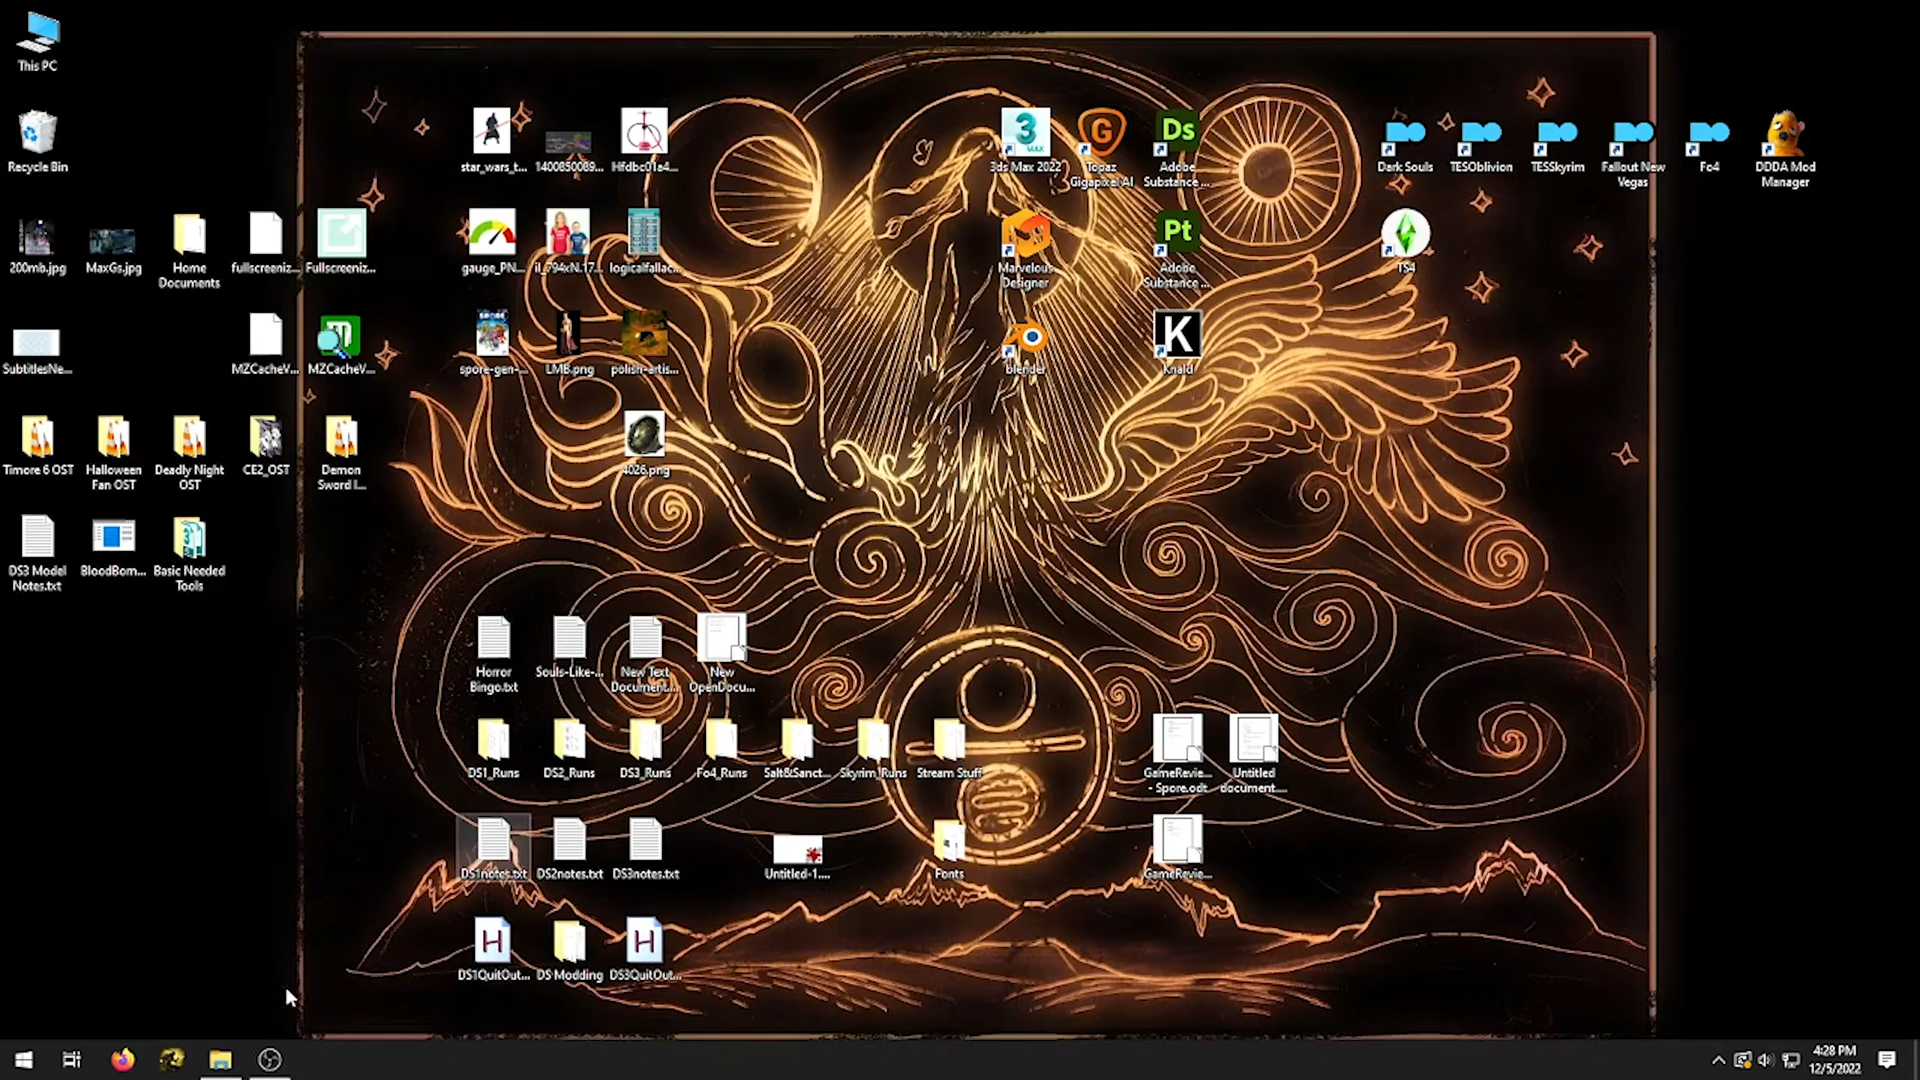 This PC
Recycle Bin
star_wars_t...
1400850089...
Hfdbc01a4...
3
MAX
3ds Max 2022
G
Topaz
Gigapixel AI
Ds
Adobe
Substance ...
Dark Souls
TESOblivion
TESSkyrim
Fallout New
Vegas
Fo4
DDDA Mod
Manager
200mb.jpg
MaxGs.jpg
Home
Documents
fullscreeniz...
Fullscreeniz...
gauge_PN...
il_794xN.17...
logicalfallac...
Marvelous
Designer
Pt
Adobe
Substance ...
TS4
SubtitlesNe...
MZCacheV...
MZCacheV...
spore-gen-...
LMB.png
polish-artis...
blender
K
Knald
Timore 6 OST
Halloween
Fan OST
Deadly Night
OST
CE2_OST
Demon
Sword I...
4026.png
DS3 Model
Notes.txt
BloodBorn...
Basic Needed
Tools
Horror
Bingo.txt
Souls-Like-...
New Text
Document....
New
OpenDocu...
DS1_Runs
DS2_Runs
DS3_Runs
Fo4_Runs
Salt&Sanct...
Skyrim_Runs
Stream Stuff
GameRevie...
- Spore.odt
Untitled
document....
DS1notes.txt
DS2notes.txt
DS3notes.txt
Untitled-1....
Fonts
GameRevie...
H
DS1QuitOut...
DS Modding
H
DS3QuitOut...
4:28 PM
12/5/2022